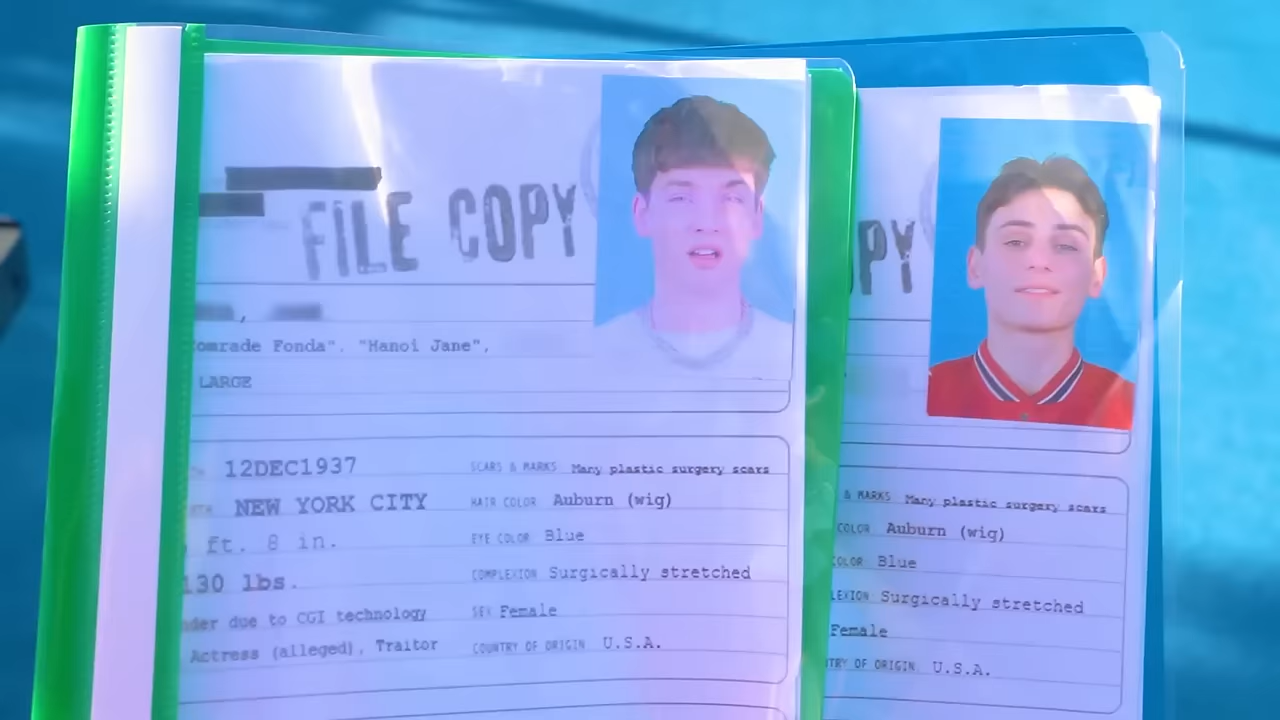 FILE COPY
omrade Fonda". "Hanoi Jane",
LARGE
12DEC1937
NEW YORK CITY
ft. 8 in.
130 lbs.
der due to CGI technology
Actress (alleged), Traitor
SCARS & MARKS Many plastic surgery scars
HAIR COLOR Auburn (wig)
EYE COLOR Blue
COMPLEXION Surgically stretched
SEX Female
COUNTRY OF ORIGIN U.S.A.
PY
& MARKS Many plastic surgery scars
COLOR Auburn (wig)
COLOR Blue
LEXION Surgically stretched
Female
TRY OF ORIGIN U.S.A.